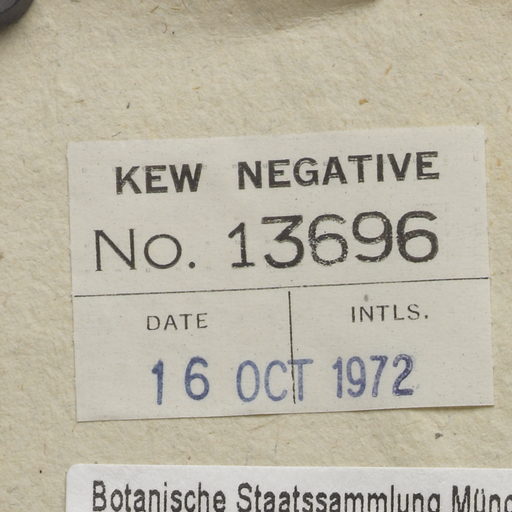 KEW NEGATIVE
No. 13696
DATE INTLS.
16 OCT 1972
Botanische Staatssammlung